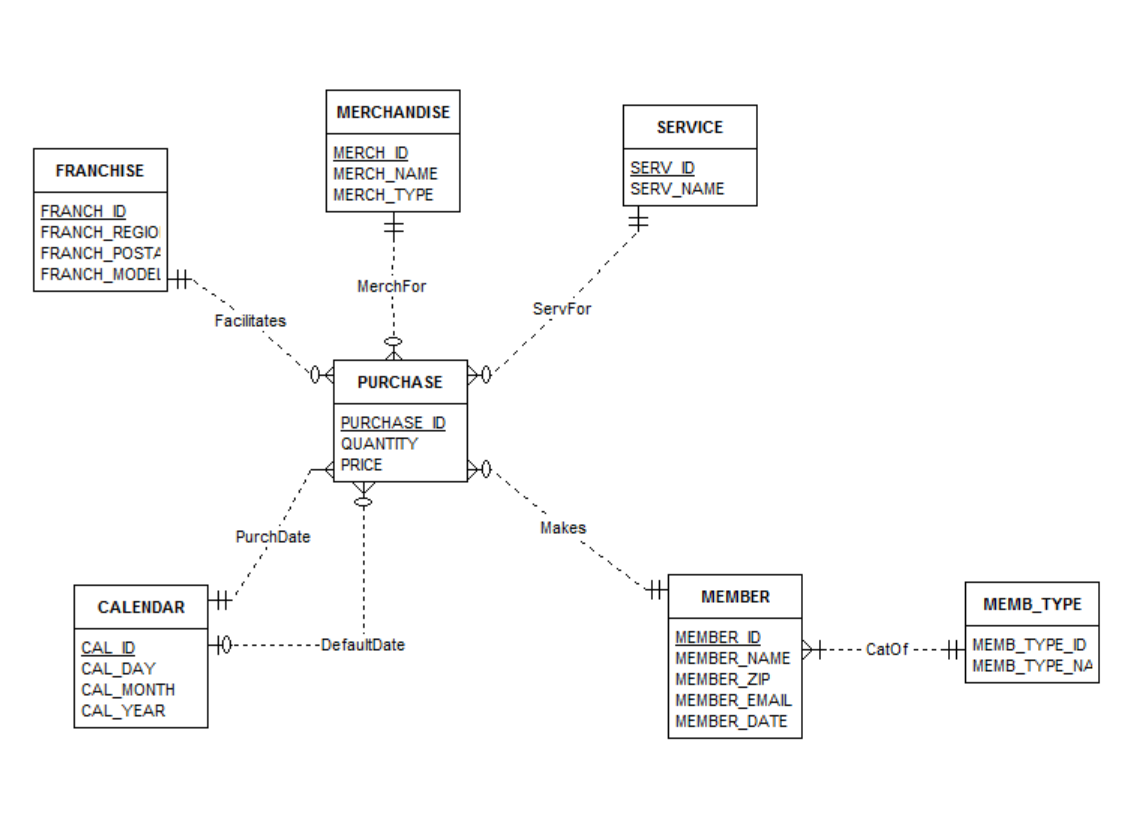 MERCHANDISE
MERCH_ID
MERCH_NAME
MERCH_TYPE
SERVICE
SERV_ID
SERV_NAME
FRANCHISE
FRANCH_ID
FRANCH_REGIO
FRANCH_POSTA
FRANCH_MODEL
MerchFor
ServFor
Facilitates
PURCHASE
PURCHASE_ID
QUANTITY
PRICE
PurchDate
Makes
CALENDAR
CAL_ID
CAL_DAY
CAL_MONTH
CAL_YEAR
DefaultDate
MEMBER
MEMBER_ID
MEMBER_NAME
MEMBER_ZIP
MEMBER_EMAIL
MEMBER_DATE
CatOf
MEMB_TYPE
MEMB_TYPE_ID
MEMB_TYPE_NA